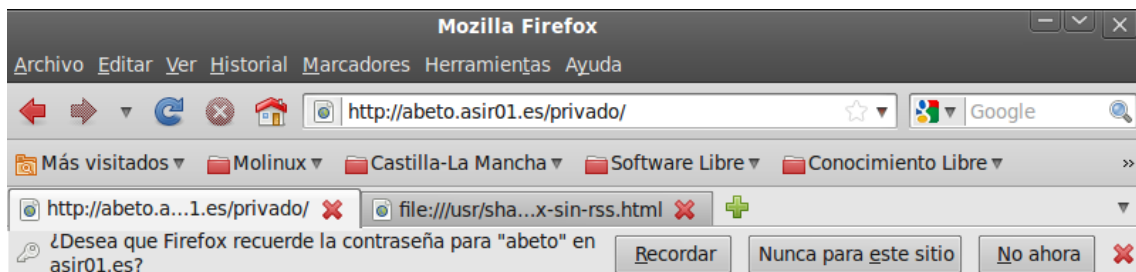 Mozilla Firefox
Archivo Editar Ver Historial Marcadores Herramientas Ayuda
http://abeto.asir01.es/privado/ Google
Más visitados Molinux Castilla-La Mancha Software Libre Conocimiento Libre »
http://abeto.a...1.es/privado/ file:///usr/sha...x-sin-rss.html
¿Desea que Firefox recuerde la contraseña para "abeto" en
asir01.es?
Recordar Nunca para este sitio No ahora